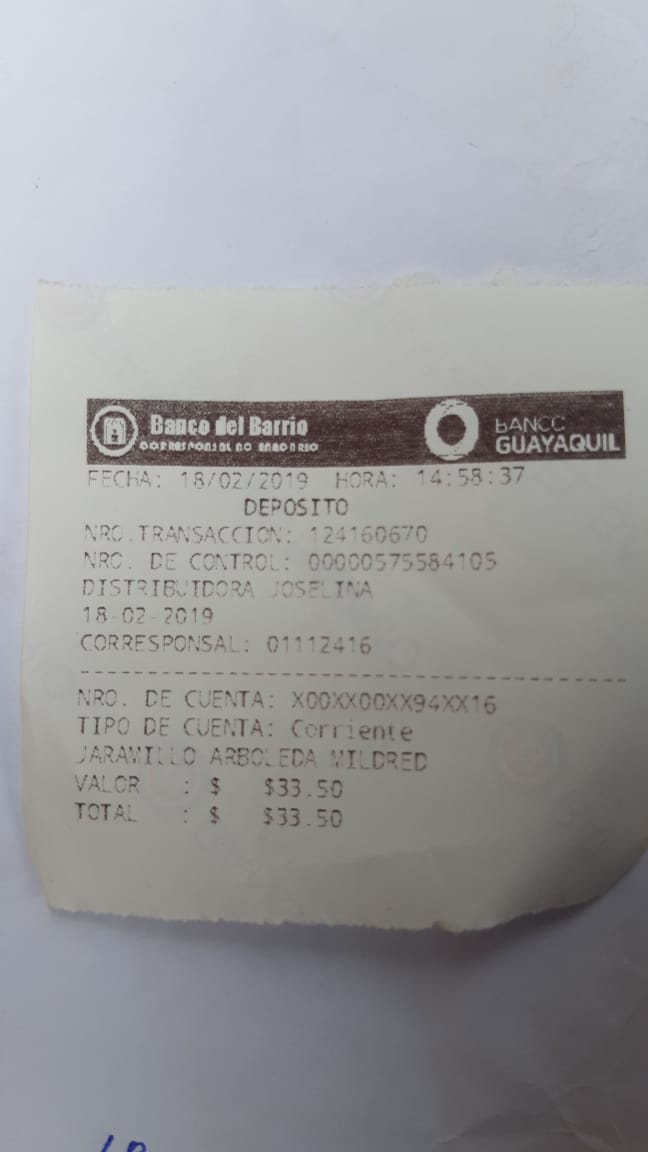 Banco del Barrio
CORRESPONSAL NO BANCARIO
BANCO
GUAYAQUIL
FECHA: 18/02/2019 HORA: 14:58:37
DEPOSITO
NRO.TRANSACCION: 124160670
NRO. DE CONTROL: 00000575584105
DISTRIBUIDORA JOSELINA
18-02-2019
CORRESPONSAL: 01112416
NRO. DE CUENTA: X00XX00XX94XX16
TIPO DE CUENTA: Corriente
JARAMILLO ARBOLEDA MILDRED
VALOR : $ $33.50
TOTAL : $ $33.50